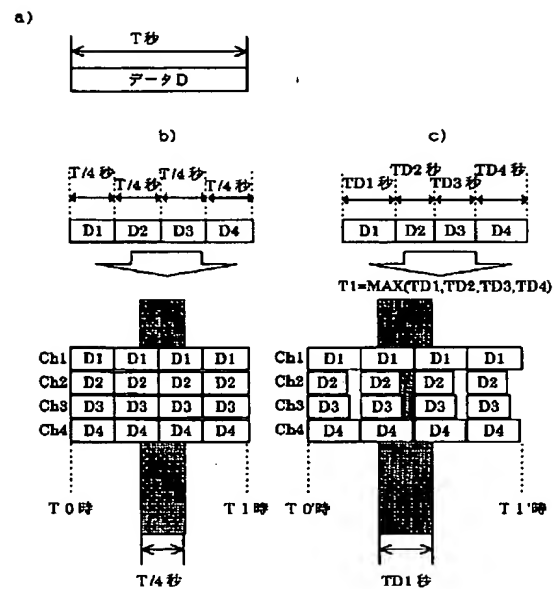 a)
T秒
データD
b)
c)
T/4秒 T/4秒 T/4秒 T/4秒
TD1秒 TD2秒 TD3秒 TD4秒
D1 D2 D3 D4
D1 D2 D3 D4
T1=MAX(TD1,TD2,TD3,TD4)
Ch1 D1 D1 D1 D1
Ch2 D2 D2 D2 D2
Ch3 D3 D3 D3 D3
Ch4 D4 D4 D4 D4
T0時
T1時
T/4秒
Ch1 D1 D1 D1 D1
Ch2 D2 D2 D2 D2
Ch3 D3 D3 D3 D3
Ch4 D4 D4 D4 D4
T0'時
T1'時
TD1秒